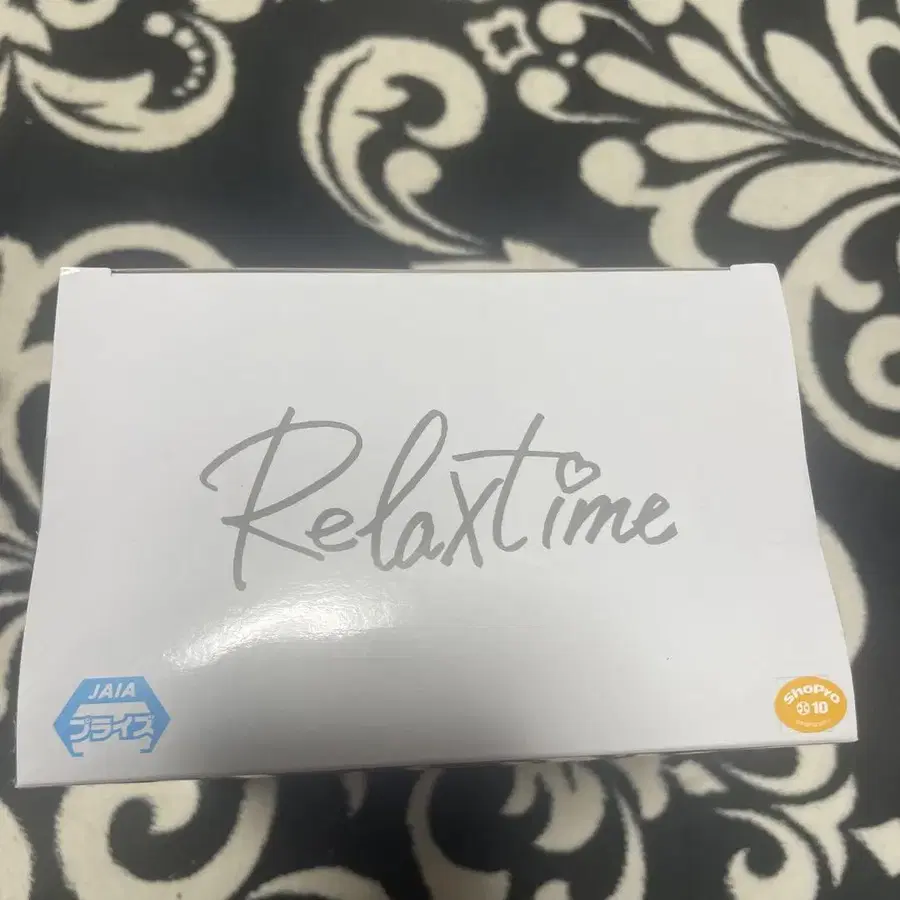 Relaxtime
JAIA
プライズ
ShoPro
10